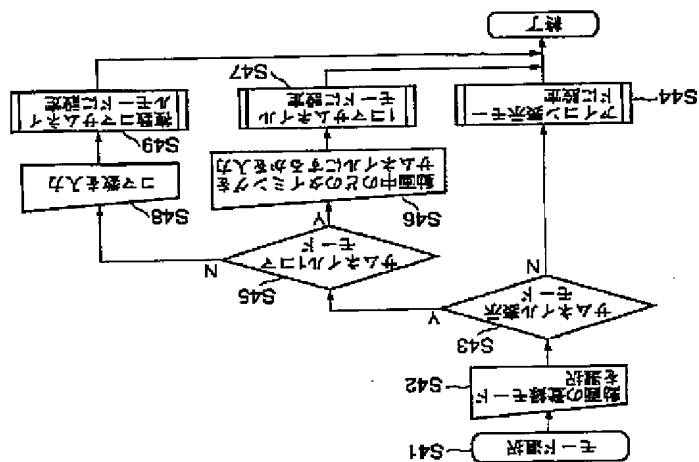 モード選択
S41
動画の登録モード
を選択
S42
サムネイル表示
モード
S43
Y
N
アイコン表示モー
ドに設定
S44
サムネイル1コマ
モード
S45
Y
N
動画中のどのタイミングを
サムネイルにするかを入力
S46
1コマサムネイル
モードに設定
S47
コマ数を入力
S48
複数コマサムネイ
ルモードに設定
S49
終了